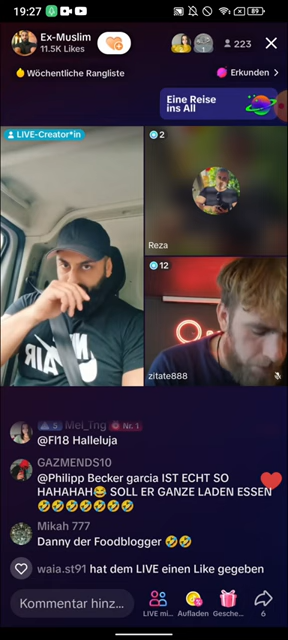 19:27
89
Ex-Muslim
11.5K Likes
223
Wöchentliche Rangliste
Erkunden
Eine Reise
ins All
LIVE-Creator*in
2
Reza
12
zitate888
AIR
5 Mei_Tng Nr. 1
@Fl18 Halleluja
GAZMENDS10
@Philipp Becker garcia IST ECHT SO
HAHAHAH😂 SOLL ER GANZE LADEN ESSEN
🤣🤣🤣🤣🤣🤣🤣
Mikah 777
Danny der Foodblogger 🤣🤣
waia.st91 hat dem LIVE einen Like gegeben
Kommentar hinz...
LIVE mi...
Aufladen
Gesche...
6